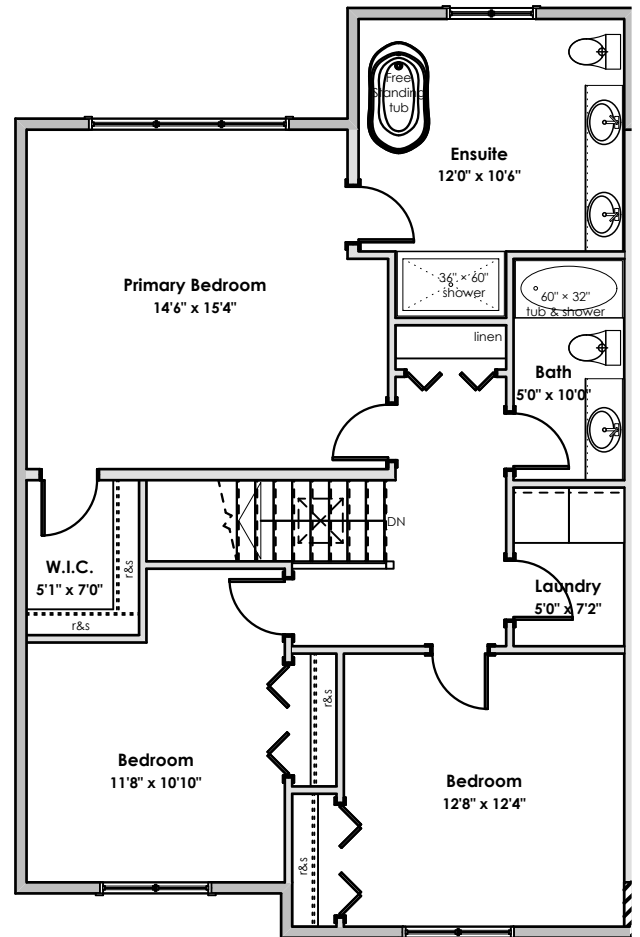 Free
Standing
tub
Ensuite
12'0" x 10'6"
Primary Bedroom
14'6" x 15'4"
36" × 60"
shower
60" × 32"
tub & shower
linen
Bath
5'0" x 10'0"
DN
W.I.C.
5'1" x 7'0"
r&s
r&s
Laundry
5'0" x 7'2"
r&s
Bedroom
11'8" x 10'10"
Bedroom
12'8" x 12'4"
r&s